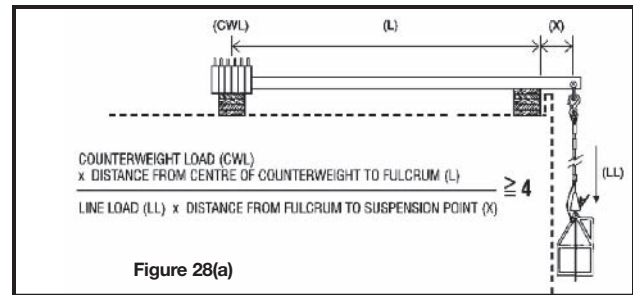 (CWL) (L) (X)
COUNTERWEIGHT LOAD (CWL)
x DISTANCE FROM CENTRE OF COUNTERWEIGHT TO FULCRUM (L)
≧ 4
LINE LOAD (LL) x DISTANCE FROM FULCRUM TO SUSPENSION POINT (X)
(LL)
Figure 28(a)